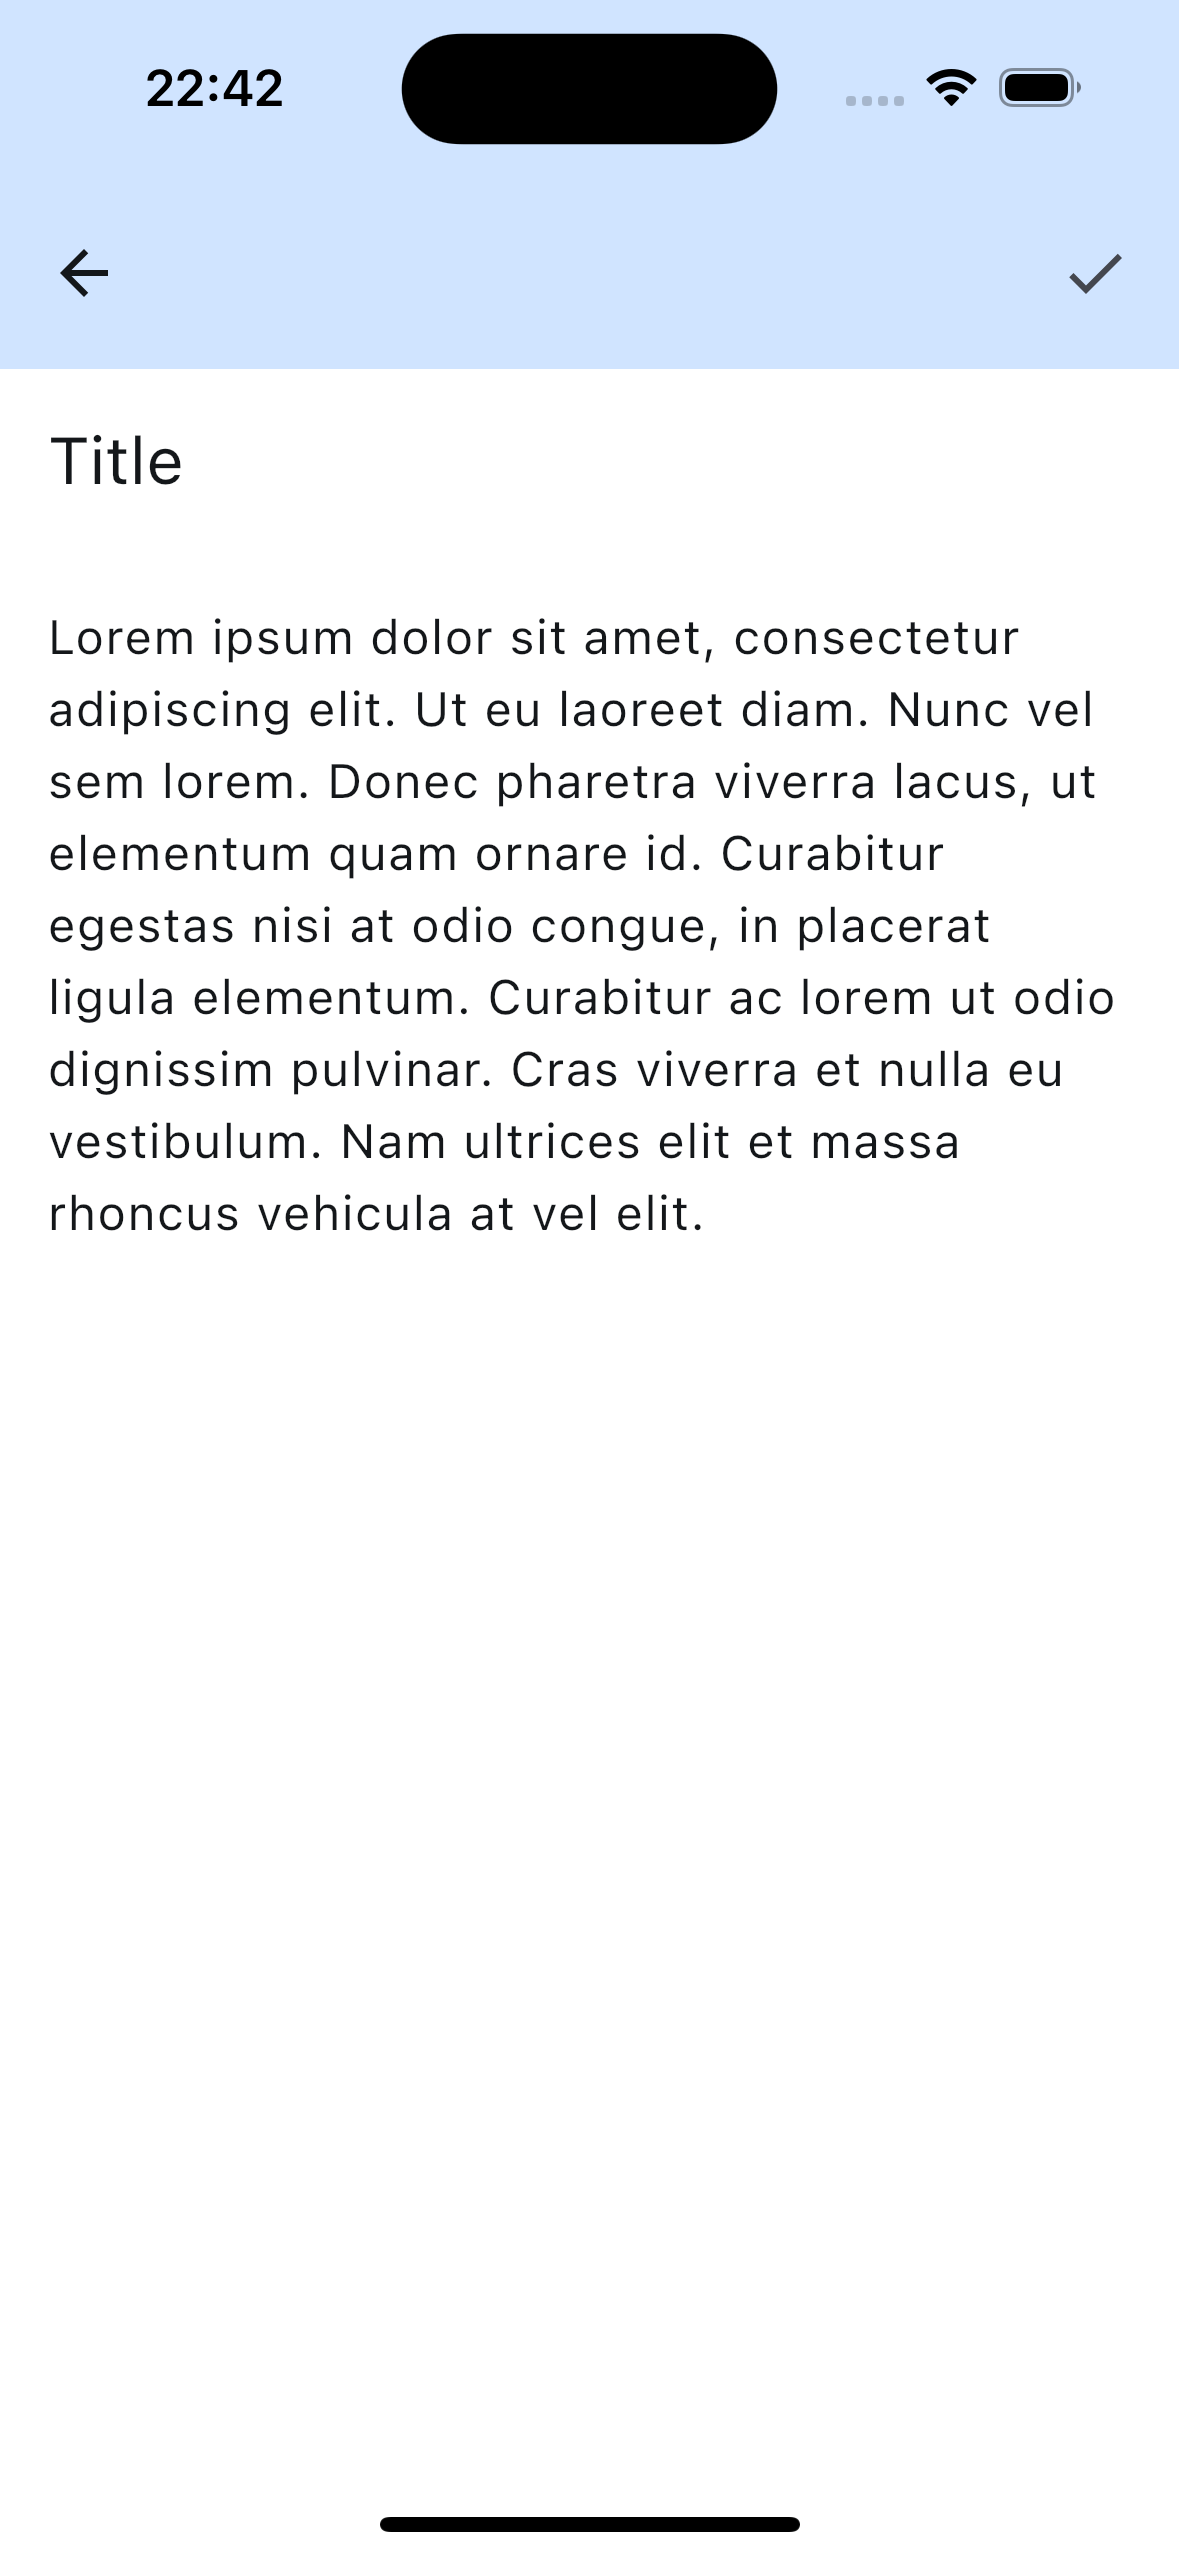 22:42
Title
Lorem ipsum dolor sit amet, consectetur
adipiscing elit. Ut eu laoreet diam. Nunc vel
sem lorem. Donec pharetra viverra lacus, ut
elementum quam ornare id. Curabitur
egestas nisi at odio congue, in placerat
ligula elementum. Curabitur ac lorem ut odio
dignissim pulvinar. Cras viverra et nulla eu
vestibulum. Nam ultrices elit et massa
rhoncus vehicula at vel elit.